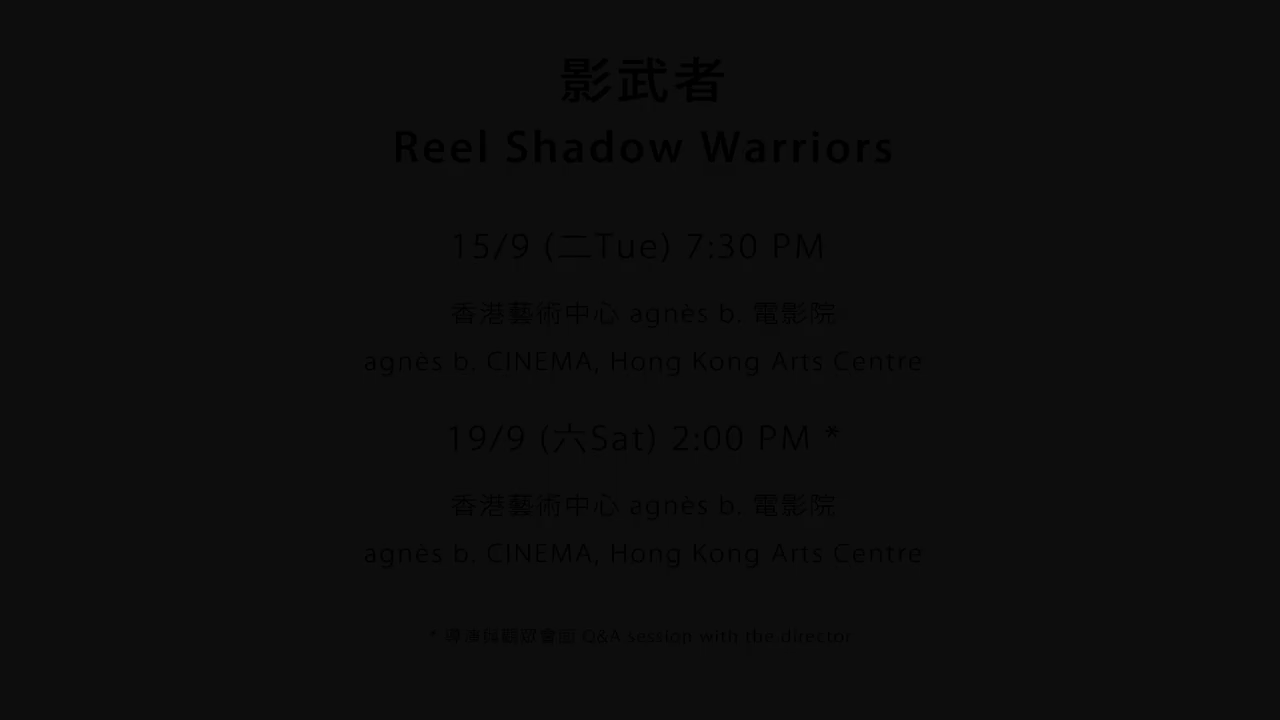 影武者
Reel Shadow Warriors
15/9 (二Tue) 7:30 PM
香港藝術中心 agnès b. 電影院
agnès b. CINEMA, Hong Kong Arts Centre
19/9 (六Sat) 2:00 PM *
香港藝術中心 agnès b. 電影院
agnès b. CINEMA, Hong Kong Arts Centre
* 導演與觀眾會面 Q&A session with the director